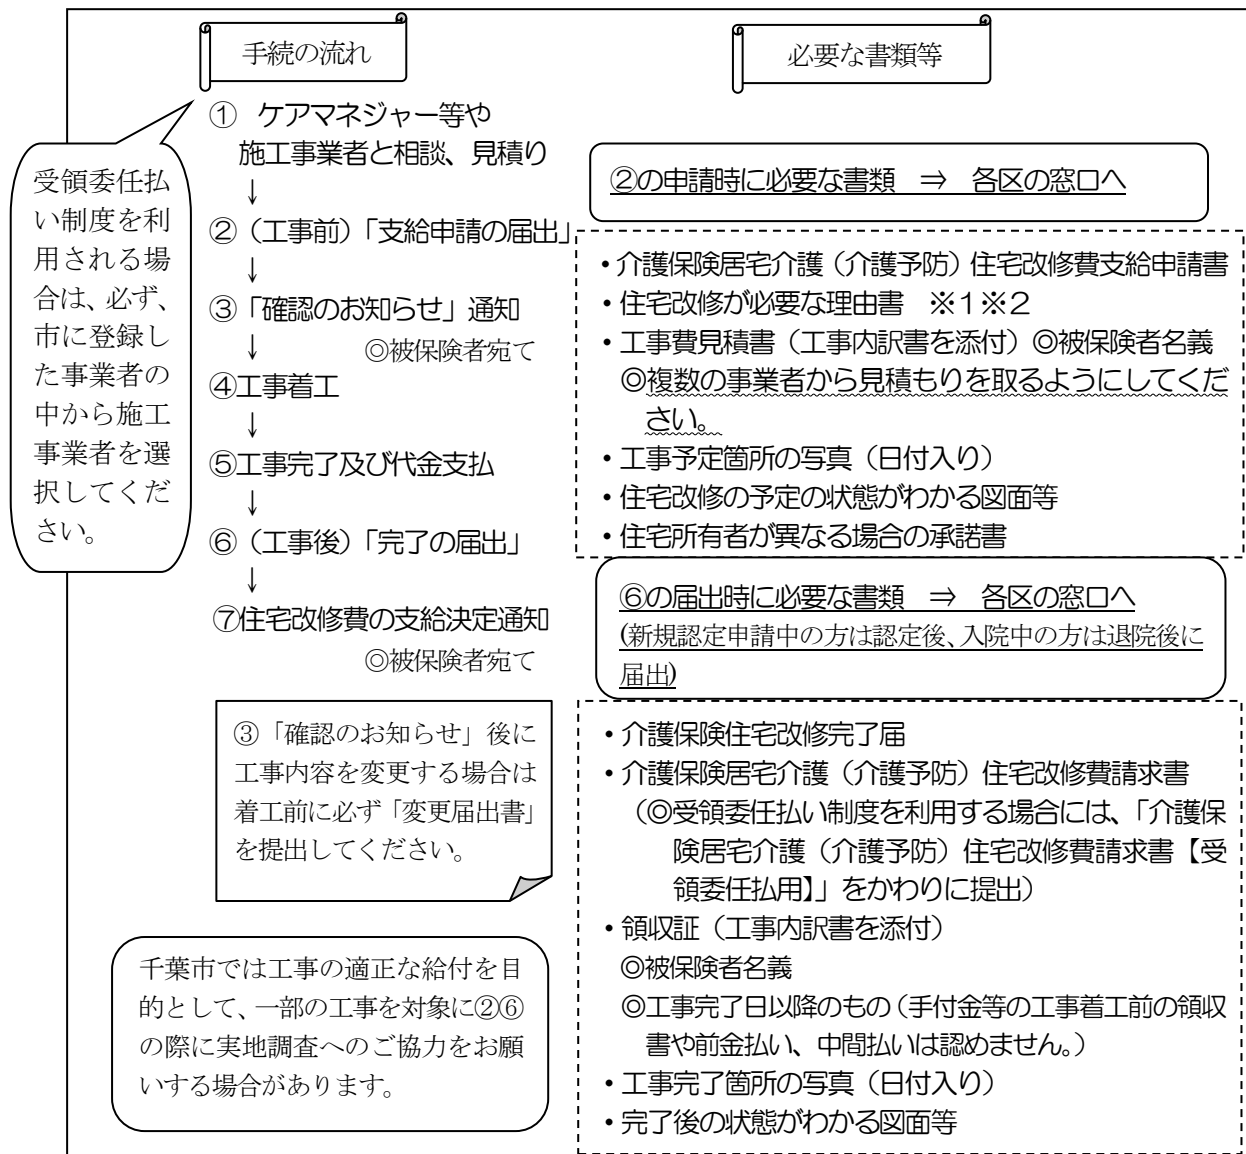 手続の流れ
必要な書類等
受領委任払
い制度を利
用される場
合は、必ず、
市に登録し
た事業者の
中から施工
事業者を選
択してくだ
さい。
① ケアマネジャー等や
施工事業者と相談、見積り
↓
②（工事前）「支給申請の届出」
↓
③「確認のお知らせ」通知
↓ ◎被保険者宛て
④工事着工
↓
⑤工事完了及び代金支払
↓
⑥（工事後）「完了の届出」
↓
⑦住宅改修費の支給決定通知
◎被保険者宛て
③「確認のお知らせ」後に
工事内容を変更する場合は
着工前に必ず「変更届出書」
を提出してください。
千葉市では工事の適正な給付を目
的として、一部の工事を対象に②⑥
の際に実地調査へのご協力をお願
いする場合があります。
②の申請時に必要な書類 ⇒ 各区の窓口へ
・介護保険居宅介護（介護予防）住宅改修費支給申請書
・住宅改修が必要な理由書 ※１※２
・工事費見積書（工事内訳書を添付）◎被保険者名義
◎複数の事業者から見積もりを取るようにしてくだ
さい。
・工事予定箇所の写真（日付入り）
・住宅改修の予定の状態がわかる図面等
・住宅所有者が異なる場合の承諾書
⑥の届出時に必要な書類 ⇒ 各区の窓口へ
(新規認定申請中の方は認定後、入院中の方は退院後に
届出)
・介護保険住宅改修完了届
・介護保険居宅介護（介護予防）住宅改修費請求書
（◎受領委任払い制度を利用する場合には、「介護保
険居宅介護（介護予防）住宅改修費請求書【受
領委任払用】」をかわりに提出）
・領収証（工事内訳書を添付）
◎被保険者名義
◎工事完了日以降のもの（手付金等の工事着工前の領収
書や前金払い、中間払いは認めません。）
・工事完了箇所の写真（日付入り）
・完了後の状態がわかる図面等